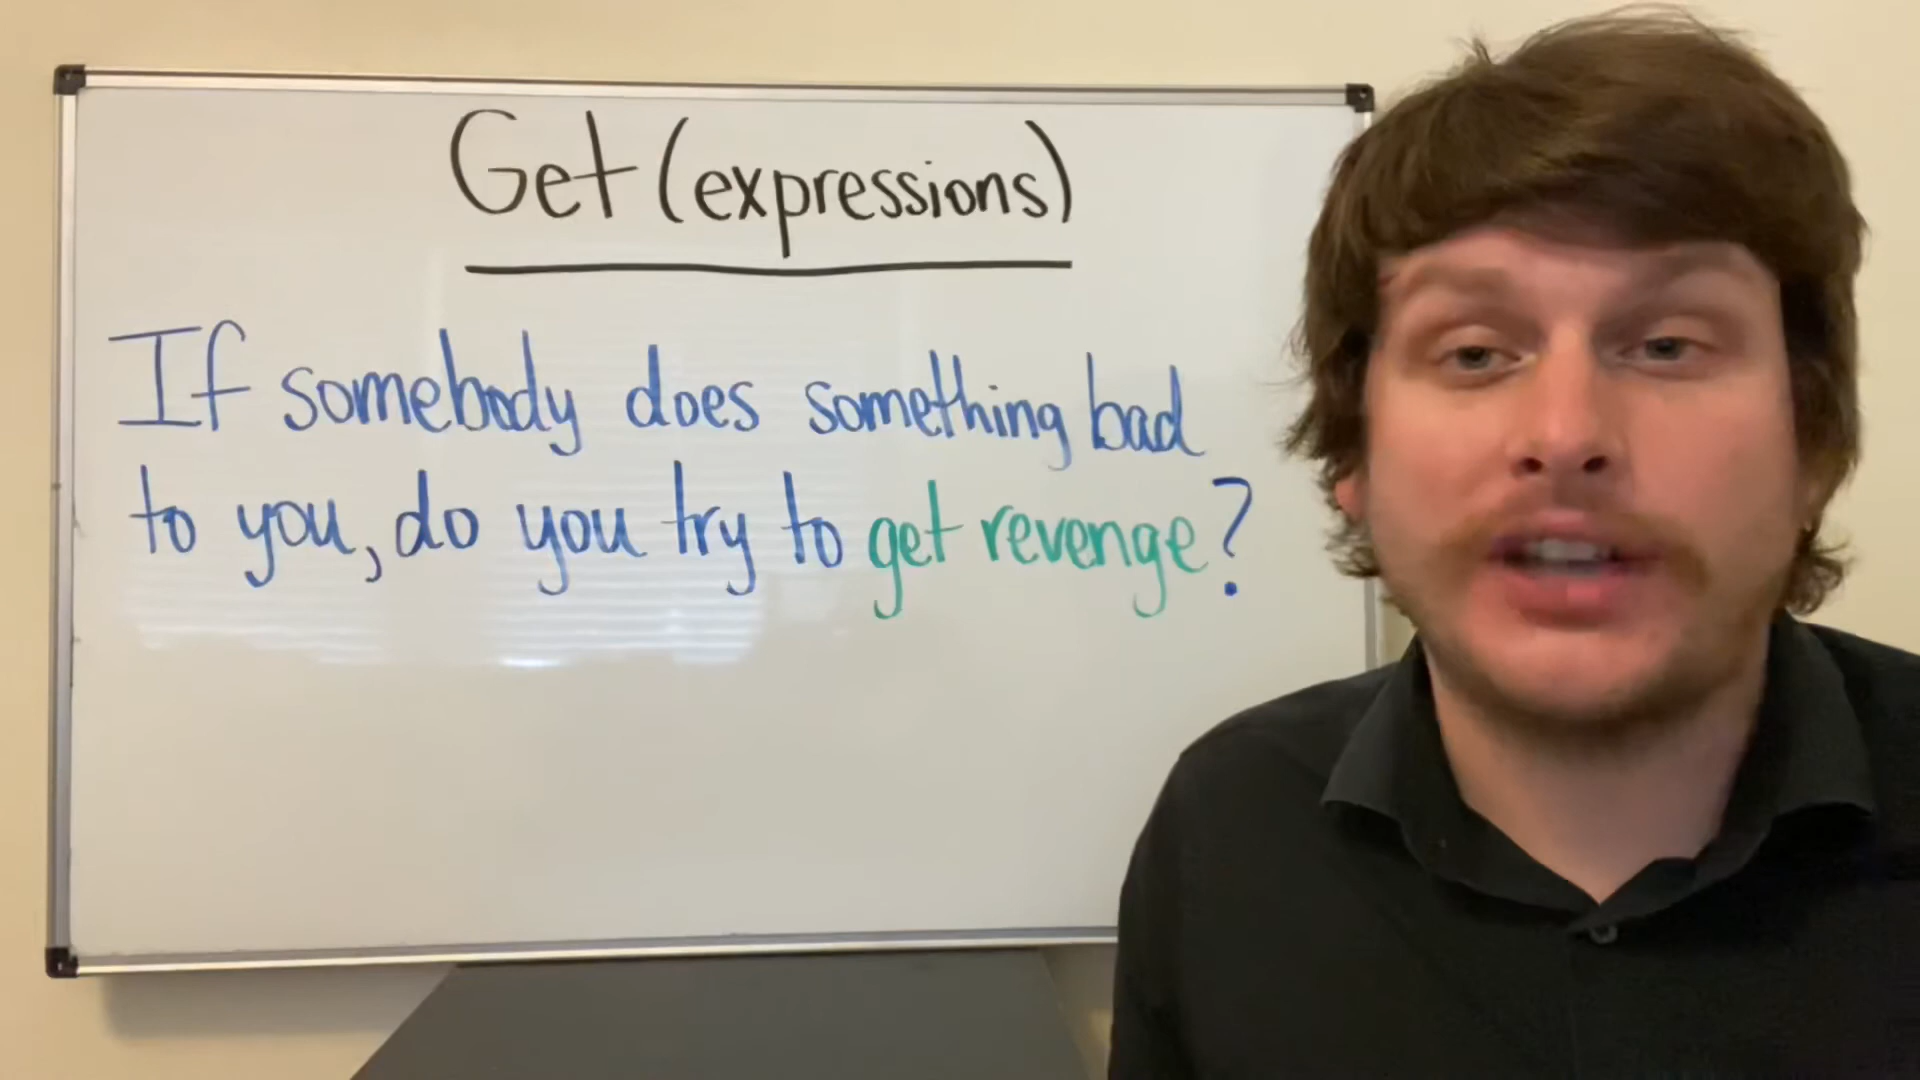 Get (expressions)
If somebody does something bad
to you, do you try to get revenge?